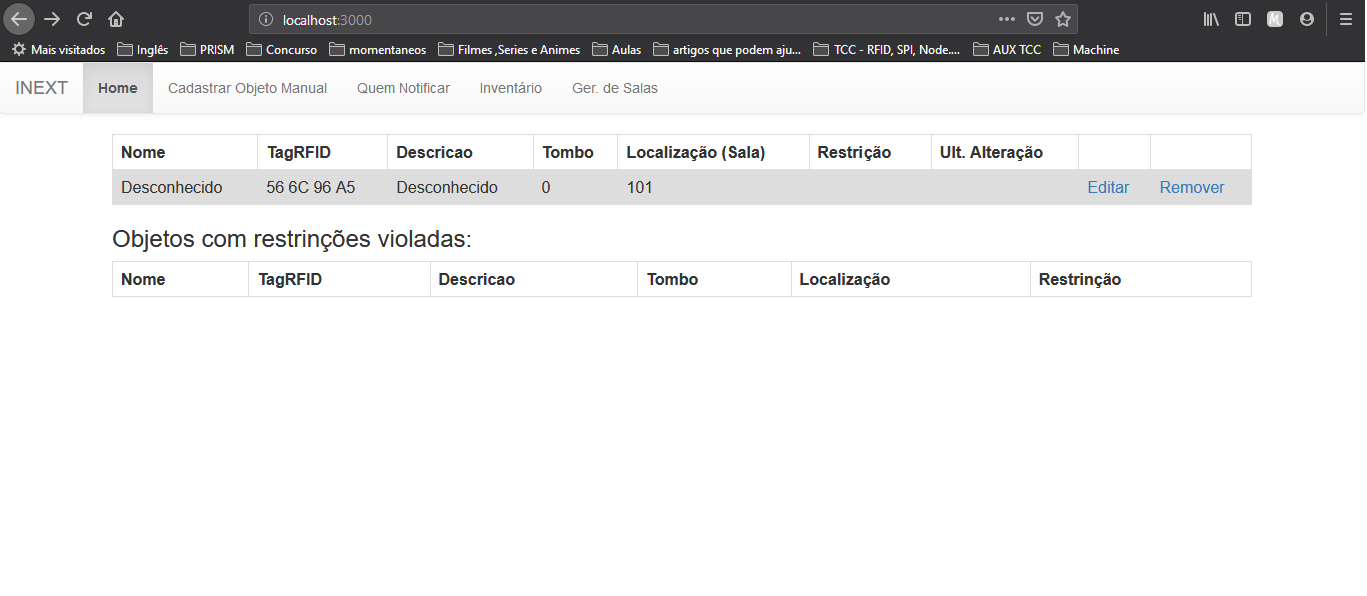 localhost:3000
Mais visitados Inglês PRISM Concurso momentaneos Filmes ,Series e Animes Aulas artigos que podem aju... TCC - RFID, SPI, Node.... AUX TCC Machine
INEXT Home Cadastrar Objeto Manual Quem Notificar Inventário Ger. de Salas
Nome TagRFID Descricao Tombo Localização (Sala) Restrição Ult. Alteração
Desconhecido 56 6C 96 A5 Desconhecido 0 101 Editar Remover
Objetos com restrinções violadas:
Nome TagRFID Descricao Tombo Localização Restrinção